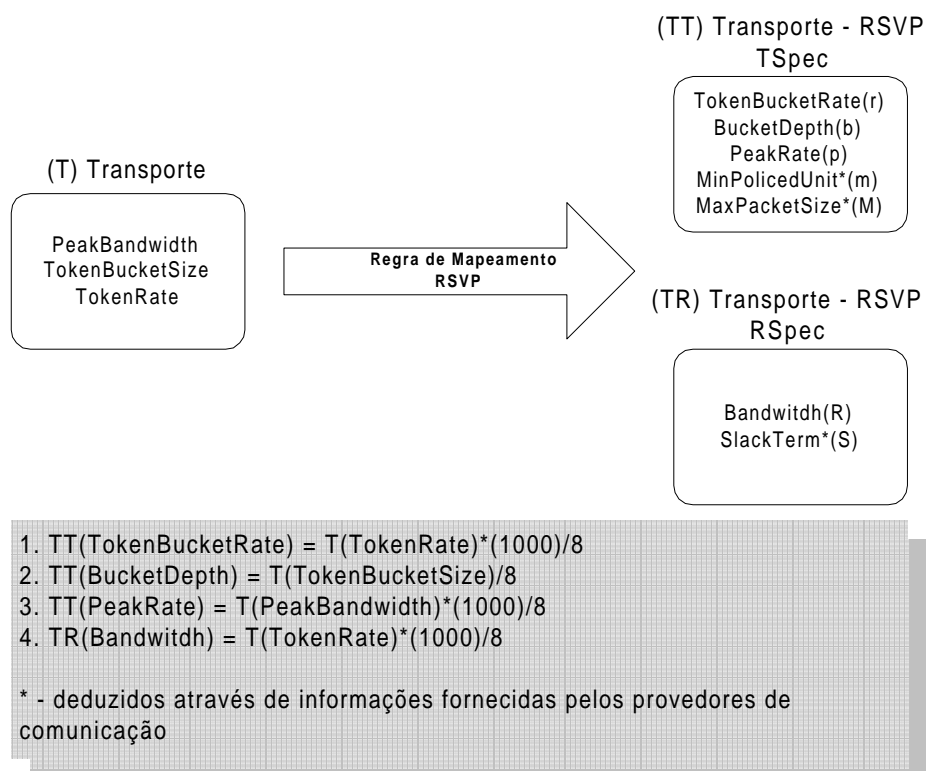 (TT) Transporte - RSVP
TSpec
TokenBucketRate(r)
BucketDepth(b)
PeakRate(p)
MinPolicedUnit*(m)
MaxPacketSize*(M)
(T) Transporte
PeakBandwidth
TokenBucketSize
TokenRate
Regra de Mapeamento
RSVP
(TR) Transporte - RSVP
RSpec
Bandwitdh(R)
SlackTerm*(S)
1. TT(TokenBucketRate) = T(TokenRate)*(1000)/8
2. TT(BucketDepth) = T(TokenBucketSize)/8
3. TT(PeakRate) = T(PeakBandwidth)*(1000)/8
4. TR(Bandwitdh) = T(TokenRate)*(1000)/8
* - deduzidos através de informações fornecidas pelos provedores de
comunicação